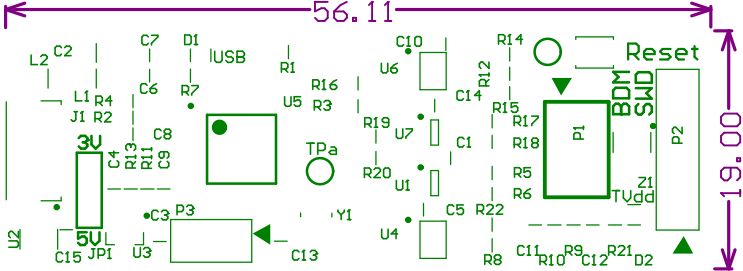 56.11
C2
C7
D1
USB
C10
R14
Reset
L2
R1
U6
R12
BDM
SWD
C6
R7
R16
C14
L1
R4
U5
R3
R15
J1
R2
R19
R17
P1
P2
19.00
C8
U7
C1
R18
3V
C4
R13
R11
C9
TPa
R20
R5
U1
Z1
R6
TVdd
P3
C3
Y1
C5
R22
U2
5V
U4
C15
JP1
U3
C13
R8
C11
R10
R9
C12
R21
D2